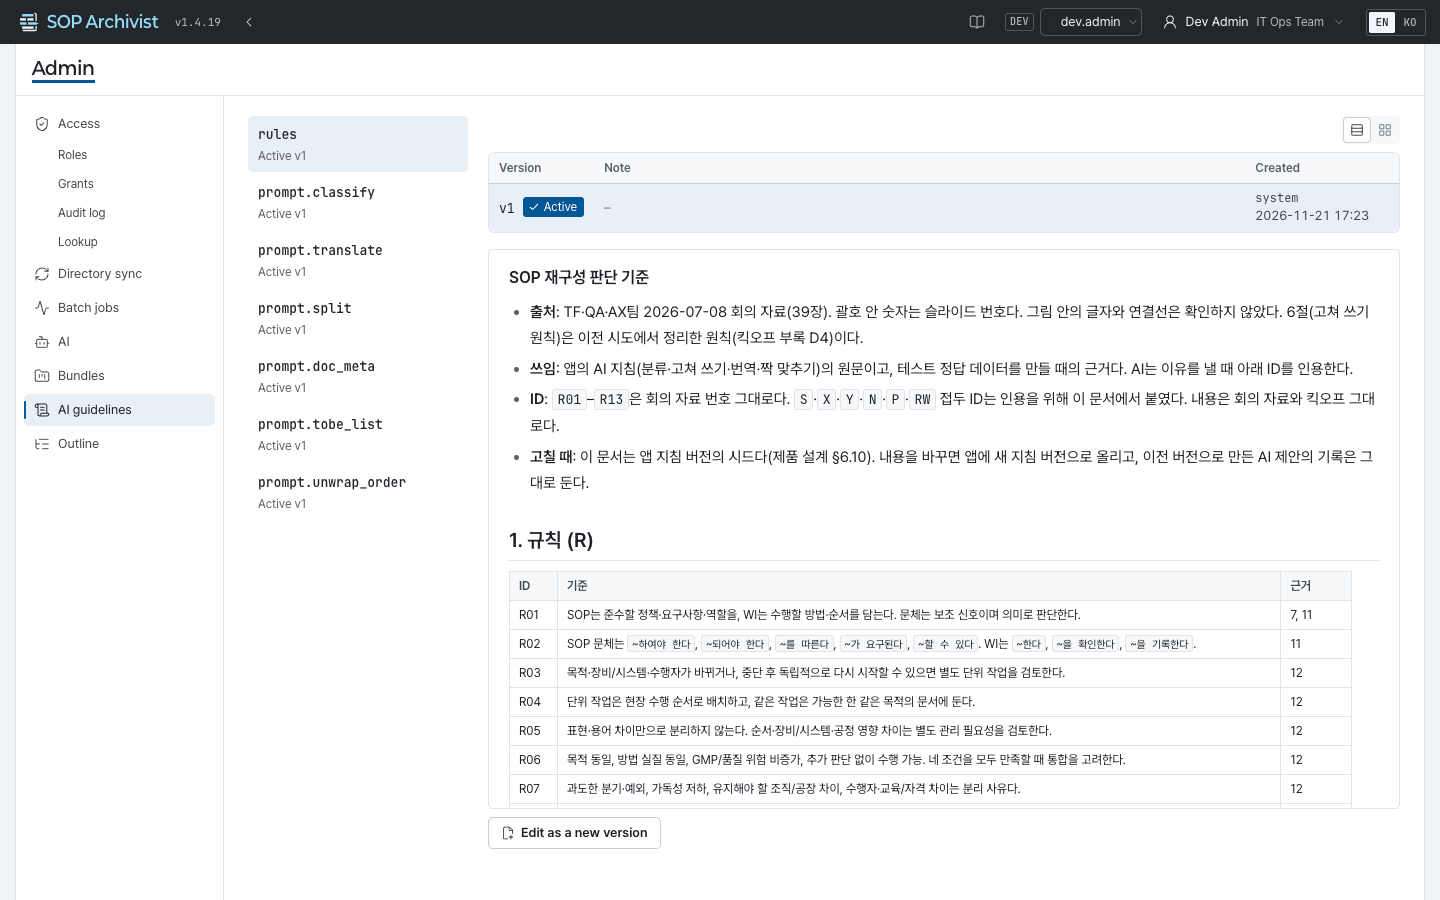 SOP Archivist v1.4.19
DEV dev.admin Dev Admin IT Ops Team EN KO
Admin
Access
Roles
Grants
Audit log
Lookup
Directory sync
Batch jobs
AI
Bundles
AI guidelines
Outline
rules
Active v1
prompt.classify
Active v1
prompt.translate
Active v1
prompt.split
Active v1
prompt.doc_meta
Active v1
prompt.tobe_list
Active v1
prompt.unwrap_order
Active v1
Version Note Created
v1 Active – system
2026-11-21 17:23
SOP 재구성 판단 기준
• 출처: TF·QA·AX팀 2026-07-08 회의 자료(39장). 괄호 안 숫자는 슬라이드 번호다. 그림 안의 글자와 연결선은 확인하지 않았다. 6절(고쳐 쓰기
원칙)은 이전 시도에서 정리한 원칙(킥오프 부록 D4)이다.
• 쓰임: 앱의 AI 지침(분류·고쳐 쓰기·번역·짝 맞추기)의 원문이고, 테스트 정답 데이터를 만들 때의 근거다. AI는 이유를 낼 때 아래 ID를 인용한다.
• ID: R01–R13은 회의 자료 번호 그대로다. S·X·Y·N·P·RW 접두 ID는 인용을 위해 이 문서에서 붙였다. 내용은 회의 자료와 킥오프 그대
로다.
• 고칠 때: 이 문서는 앱 지침 버전의 시드다(제품 설계 §6.10). 내용을 바꾸면 앱에 새 지침 버전으로 올리고, 이전 버전으로 만든 AI 제안의 기록은 그
대로 둔다.
1. 규칙 (R)
ID 기준 근거
R01 SOP는 준수할 정책·요구사항·역할을, WI는 수행할 방법·순서를 담는다. 문체는 보조 신호이며 의미로 판단한다. 7, 11
R02 SOP 문체는 ~하여야 한다, ~되어야 한다, ~를 따른다, ~가 요구된다, ~할 수 있다. WI는 ~한다, ~을 확인한다, ~을 기록한다. 11
R03 목적·장비/시스템·수행자가 바뀌거나, 중단 후 독립적으로 다시 시작할 수 있으면 별도 단위 작업을 검토한다. 12
R04 단위 작업은 현장 수행 순서로 배치하고, 같은 작업은 가능한 한 같은 목적의 문서에 둔다. 12
R05 표현·용어 차이만으로 분리하지 않는다. 순서·장비/시스템·공정 영향 차이는 별도 관리 필요성을 검토한다. 12
R06 목적 동일, 방법 실질 동일, GMP/품질 위험 비증가, 추가 판단 없이 수행 가능. 네 조건을 모두 만족할 때 통합을 고려한다. 12
R07 과도한 분기·예외, 가독성 저하, 유지해야 할 조직/공장 차이, 수행자·교육/자격 차이는 분리 사유다. 12
Edit as a new version